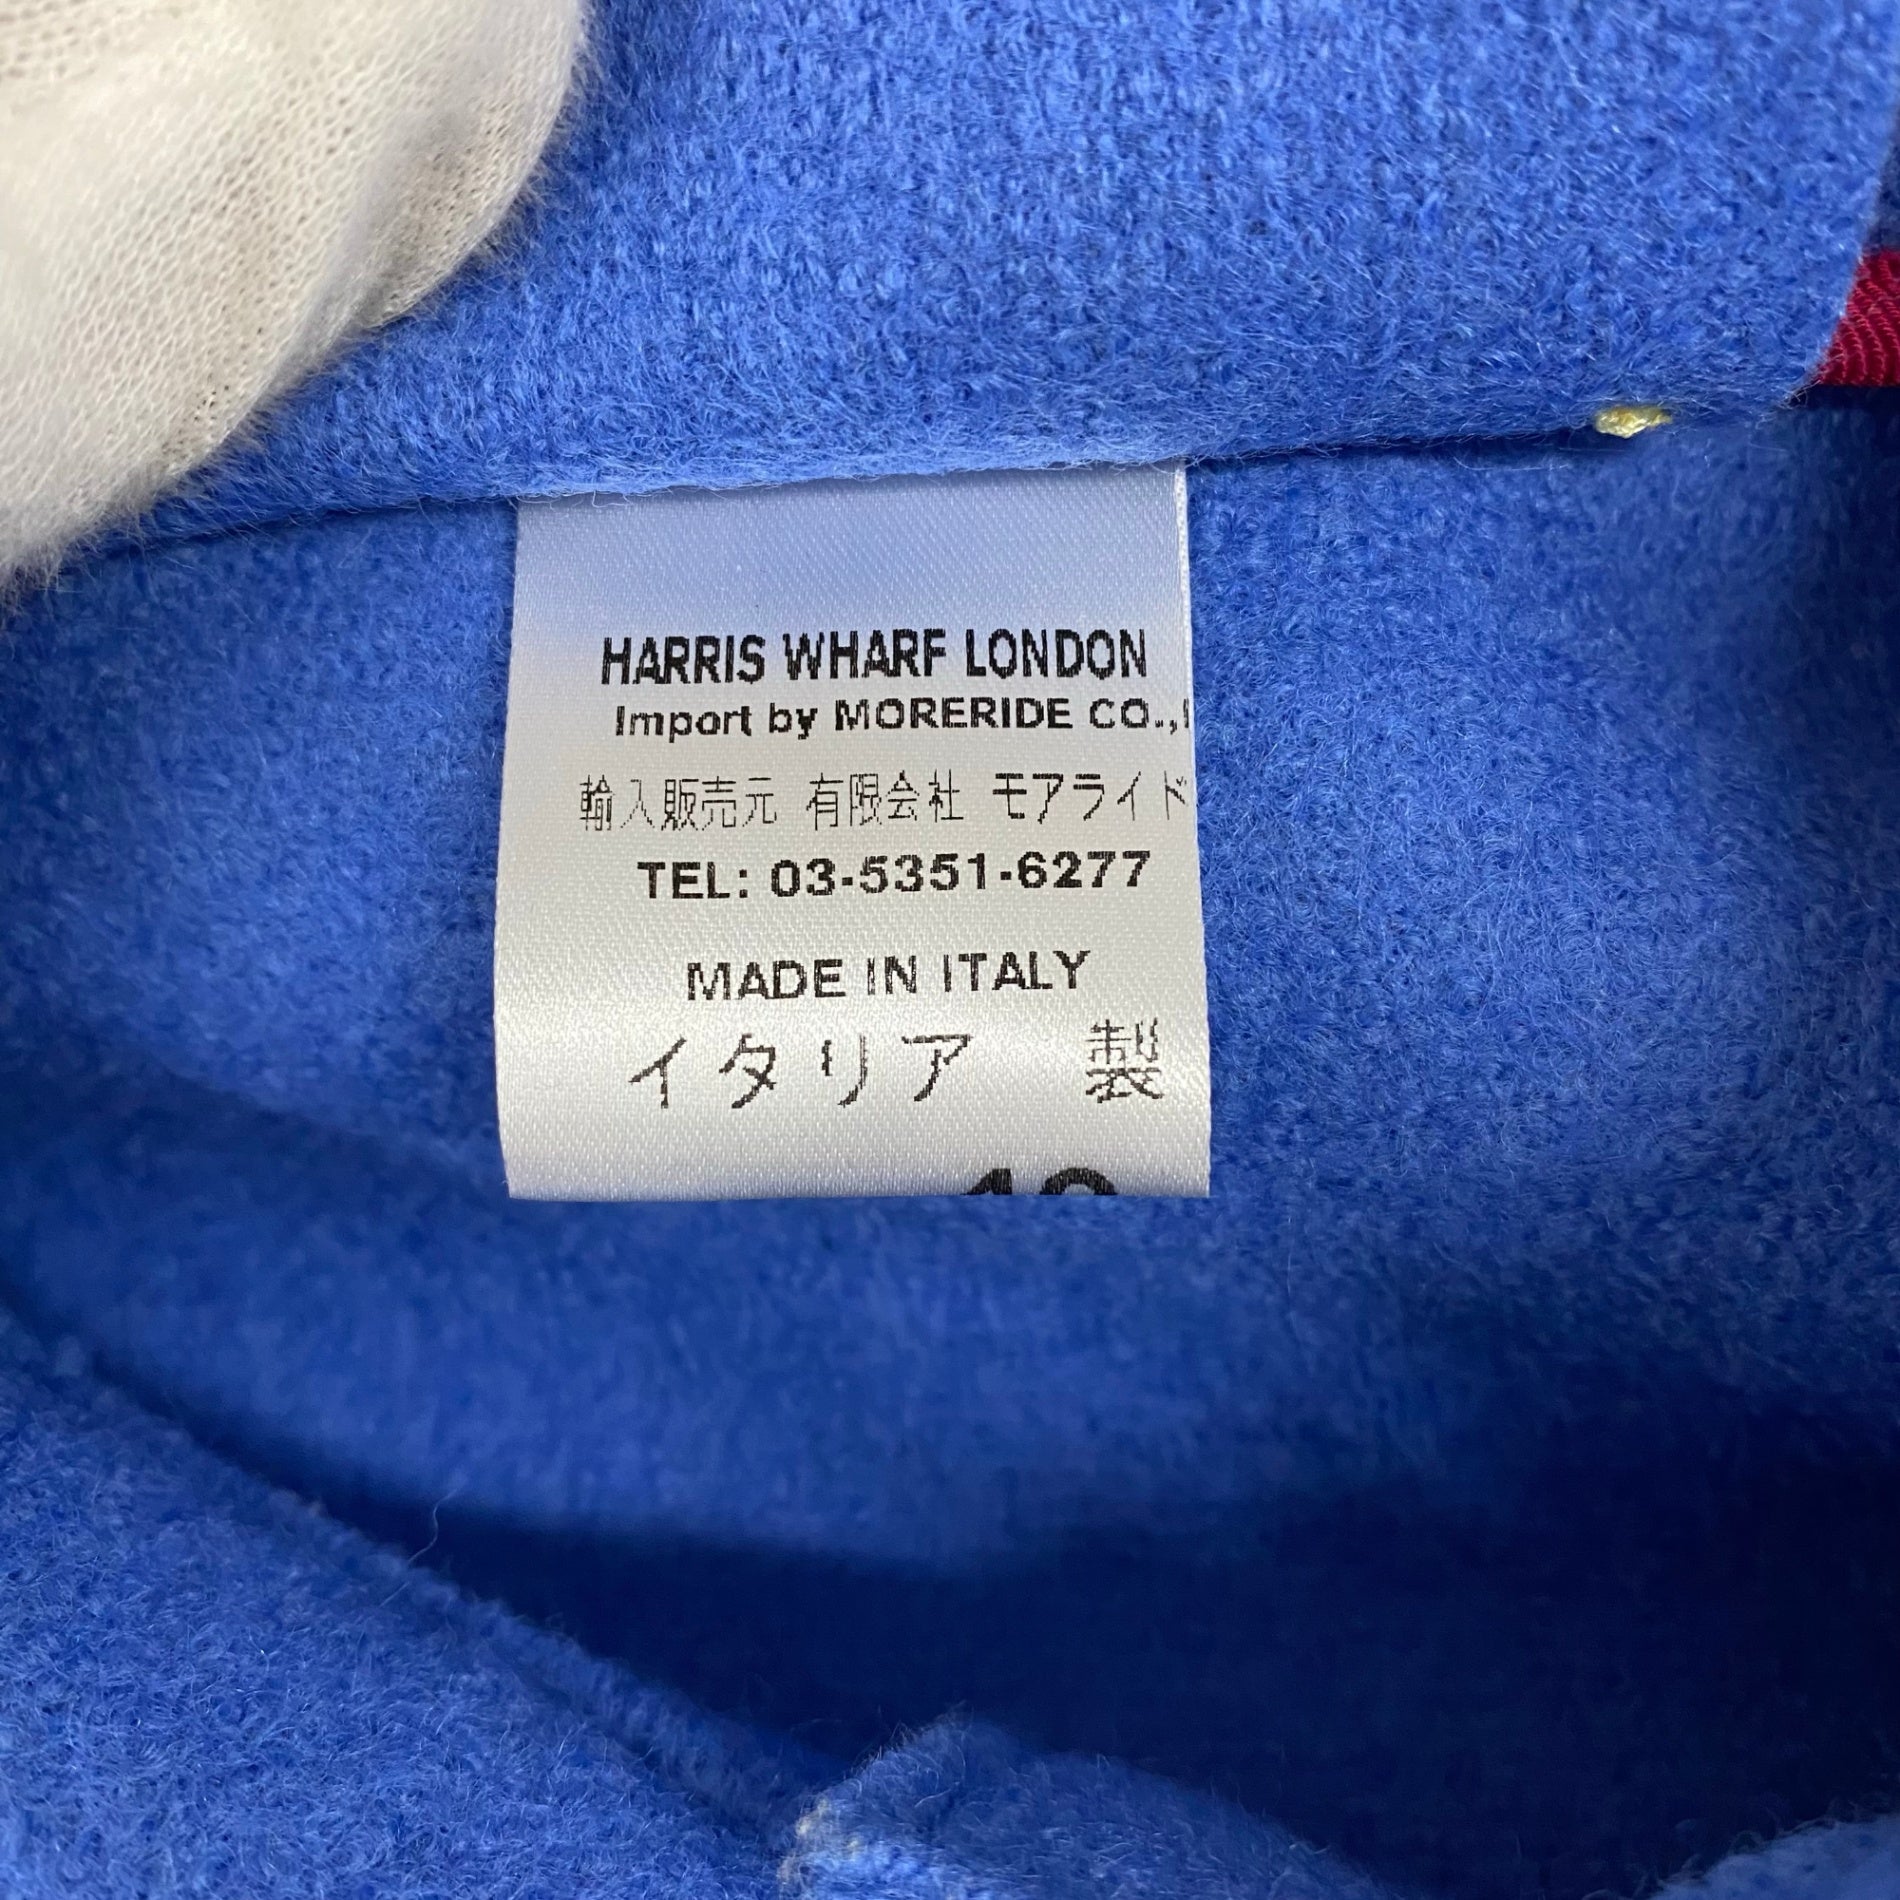 HARRIS WHARF LONDON
Import by MORERIDE CO.,
輸入販売元 有限会社 モアライド
TEL: 03-5351-6277
MADE IN ITALY
イタリア 製